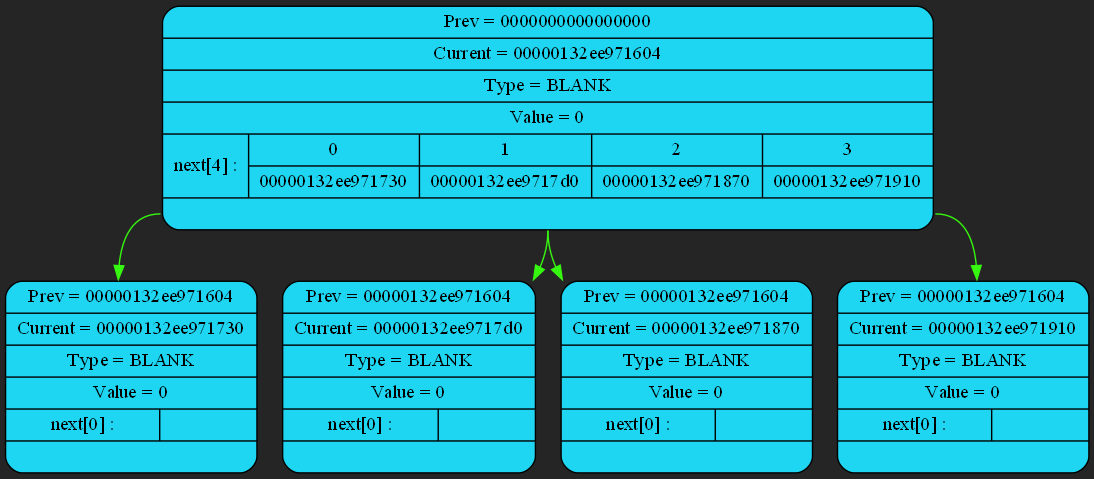 Prev = 0000000000000000
Current = 00000132ee971604
Type = BLANK
Value = 0
next[4] :
0 1 2 3
00000132ee971730 00000132ee9717d0 00000132ee971870 00000132ee971910
Prev = 00000132ee971604
Current = 00000132ee971730
Type = BLANK
Value = 0
next[0] :
Prev = 00000132ee971604
Current = 00000132ee9717d0
Type = BLANK
Value = 0
next[0] :
Prev = 00000132ee971604
Current = 00000132ee971870
Type = BLANK
Value = 0
next[0] :
Prev = 00000132ee971604
Current = 00000132ee971910
Type = BLANK
Value = 0
next[0] :